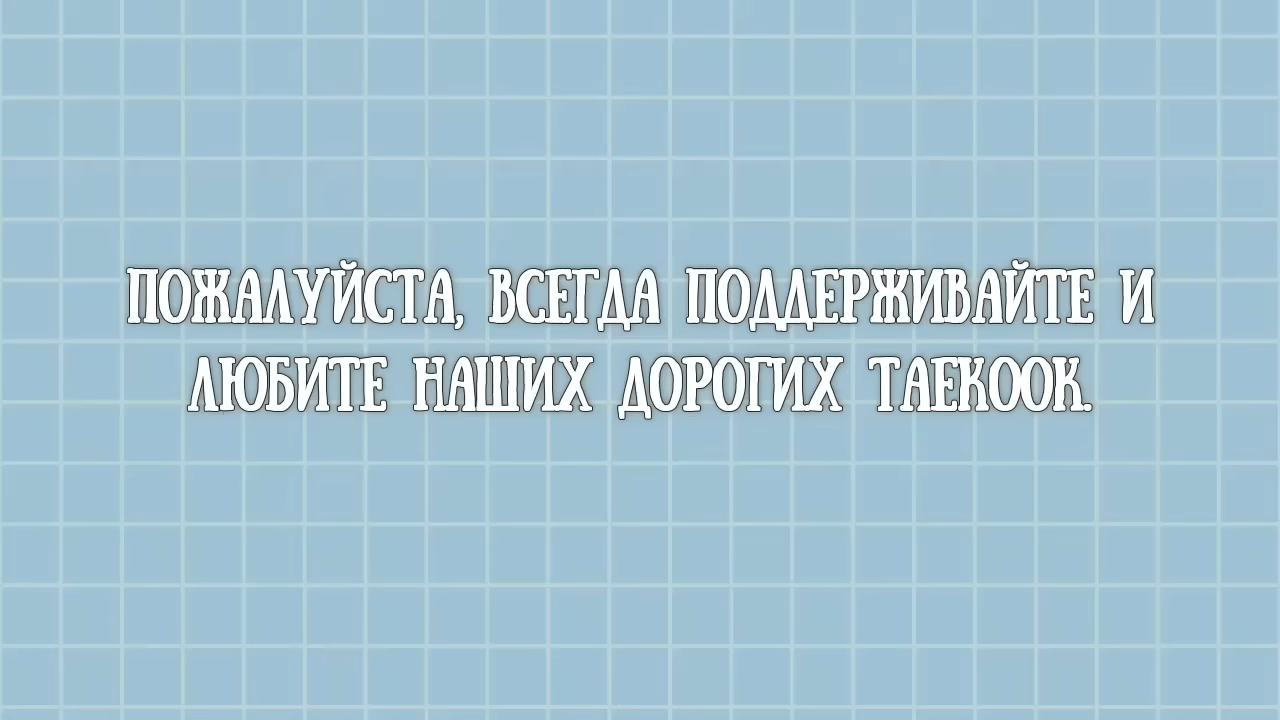 ПОЖАЛУЙСТА, ВСЕГДА ПОДДЕРЖИВАЙТЕ И
ЛЮБИТЕ НАШИХ ДОРОГИХ TAEKOOK.